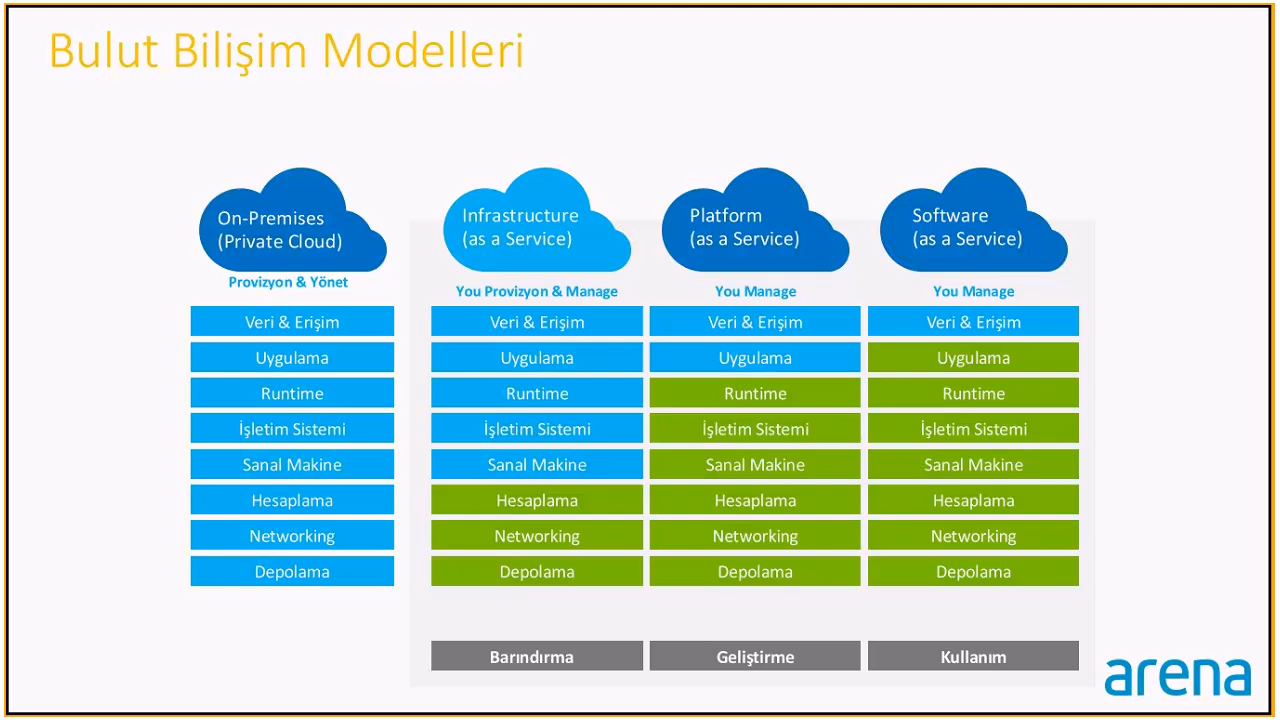 Bulut Bilişim Modelleri
On-Premises
(Private Cloud)
Provizyon & Yönet
Veri & Erişim
Uygulama
Runtime
İşletim Sistemi
Sanal Makine
Hesaplama
Networking
Depolama
Infrastructure
(as a Service)
You Provizyon & Manage
Veri & Erişim
Uygulama
Runtime
İşletim Sistemi
Sanal Makine
Hesaplama
Networking
Depolama
Barındırma
Platform
(as a Service)
You Manage
Veri & Erişim
Uygulama
Runtime
İşletim Sistemi
Sanal Makine
Hesaplama
Networking
Depolama
Geliştirme
Software
(as a Service)
You Manage
Veri & Erişim
Uygulama
Runtime
İşletim Sistemi
Sanal Makine
Hesaplama
Networking
Depolama
Kullanım
arena